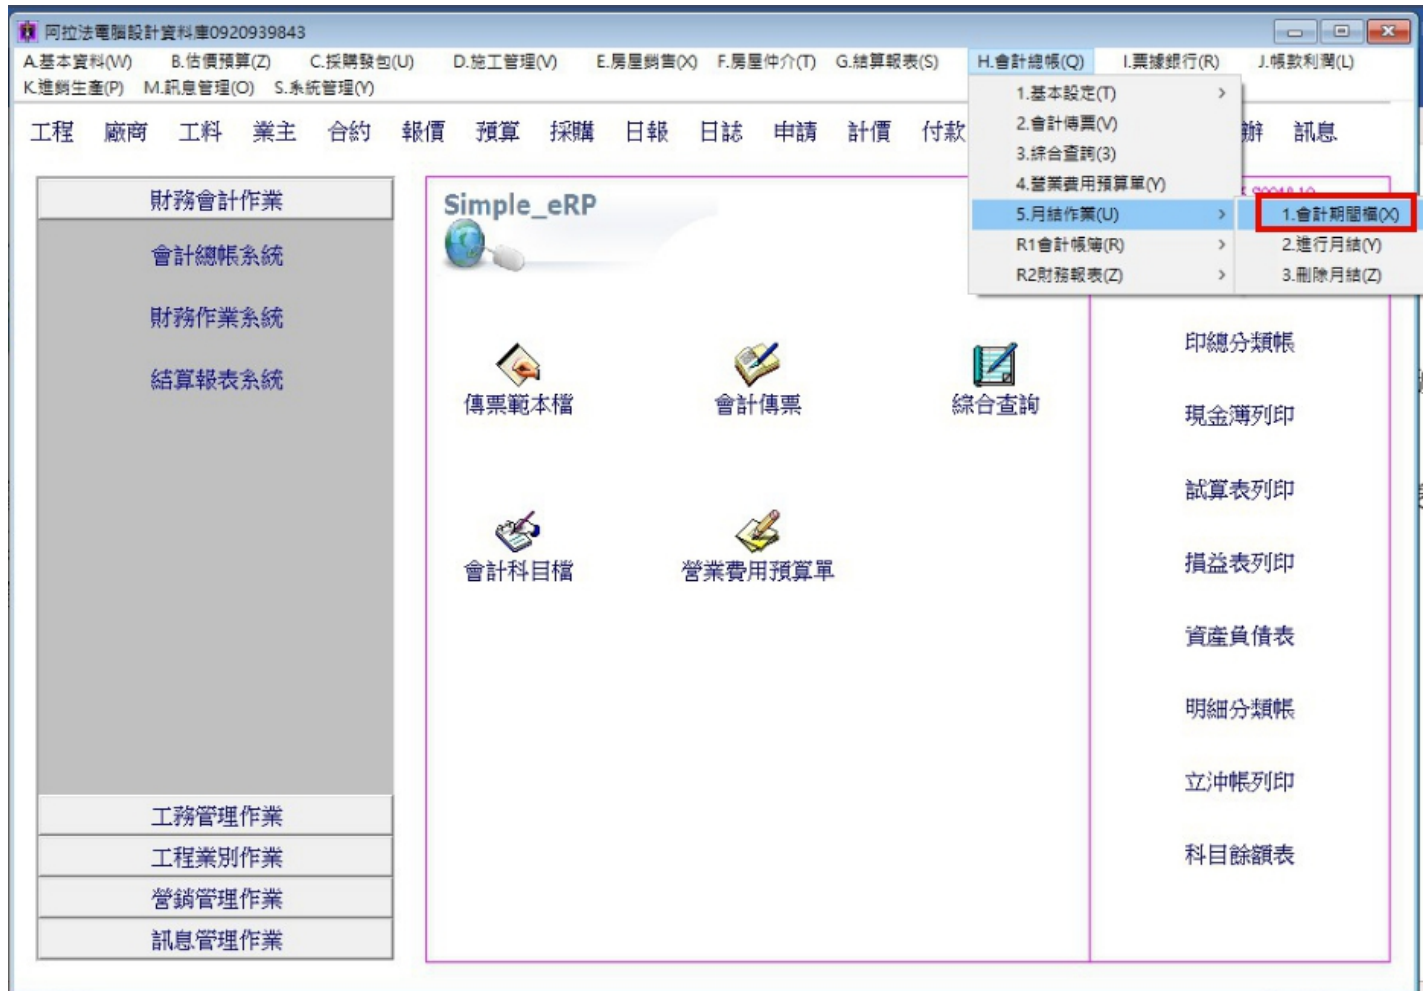 阿拉法電腦設計資料庫0920939843
A.基本資料(W) B.估價預算(Z) C.採購發包(U) D.施工管理(V) E.房屋銷售(X) F.房屋仲介(T) G.結算報表(S) H.會計總帳(Q) I.票據銀行(R) J.帳款利潤(L)
K.進銷生產(P) M.訊息管理(O) S.系統管理(Y)
工程 廠商 工料 業主 合約 報價 預算 採購 日報 日誌 申請 計價 付款 訊息
1.基本設定(T)
2.會計傳票(V)
3.綜合查詢(3)
4.營業費用預算單(Y)
5.月結作業(U)
R1會計帳簿(R)
R2財務報表(Z)
1.會計期間檔(X)
2.進行月結(Y)
3.刪除月結(Z)
財務會計作業
會計總帳系統
財務作業系統
結算報表系統
工務管理作業
工程業別作業
營銷管理作業
訊息管理作業
Simple_eRP
傳票範本檔 會計傳票 綜合查詢
會計科目檔 營業費用預算單
印總分類帳
現金簿列印
試算表列印
損益表列印
資產負債表
明細分類帳
立沖帳列印
科目餘額表